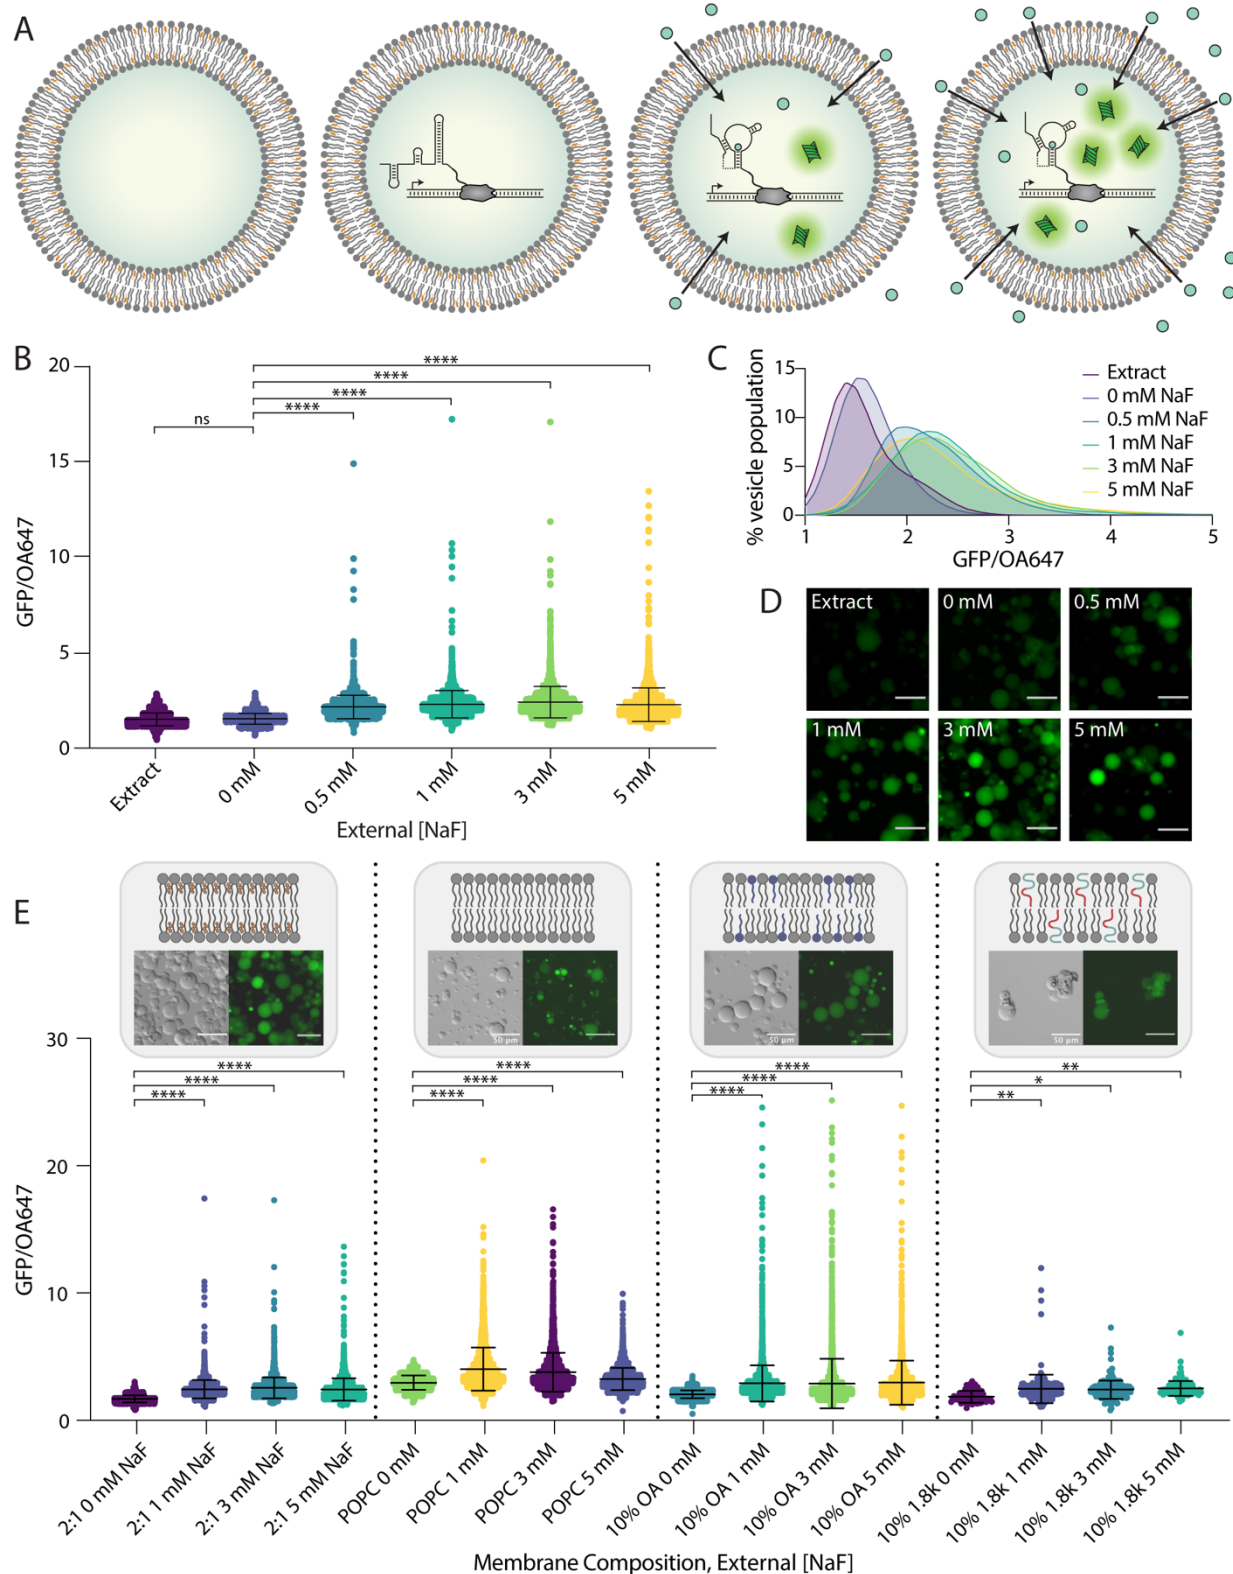 A
B
20
15
10
5
0
GFP/OA647
ns
****
****
****
****
Extract
0 mM
0.5 mM
1 mM
3 mM
5 mM
External [NaF]
C
% vesicle population
15
10
5
0
1
2
3
4
5
GFP/OA647
Extract
0 mM NaF
0.5 mM NaF
1 mM NaF
3 mM NaF
5 mM NaF
D
Extract
0 mM
0.5 mM
1 mM
3 mM
5 mM
E
50 µm
50 µm
50 µm
30
20
10
0
GFP/OA647
****
****
****
****
****
****
****
****
****
**
*
**
2:1 0 mM NaF
2:1 1 mM NaF
2:1 3 mM NaF
2:1 5 mM NaF
POPC 0 mM
POPC 1 mM
POPC 3 mM
POPC 5 mM
10% OA 0 mM
10% OA 1 mM
10% OA 3 mM
10% OA 5 mM
10% 1.8k 0 mM
10% 1.8k 1 mM
10% 1.8k 3 mM
10% 1.8k 5 mM
Membrane Composition, External [NaF]